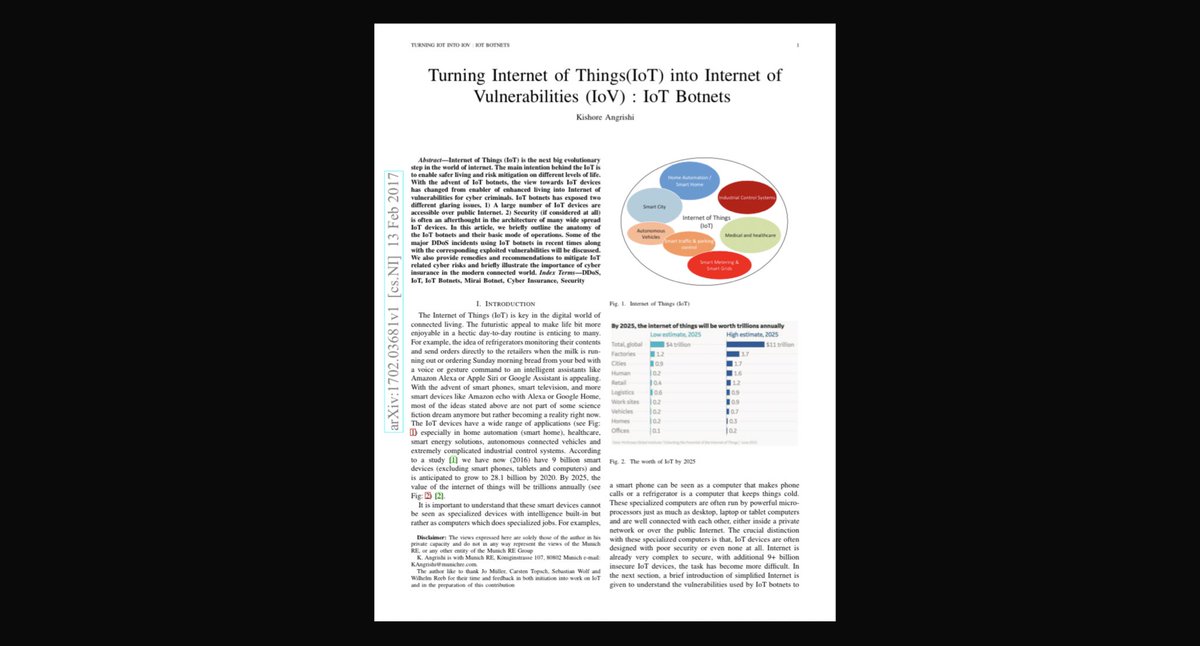 TURNING IOT INTO IOV : IOT BOTNETS
1
Turning Internet of Things(IoT) into Internet of
Vulnerabilities (IoV) : IoT Botnets
Kishore Angrishi
arXiv:1702.03681v1 [cs.NI] 13 Feb 2017
Abstract—Internet of Things (IoT) is the next big evolutionary
step in the world of internet. The main intention behind the IoT is
to enable safer living and risk mitigation on different levels of life.
With the advent of IoT botnets, the view towards IoT devices
has changed from enabler of enhanced living into Internet of
vulnerabilities for cyber criminals. IoT botnets has exposed two
different glaring issues, 1) A large number of IoT devices are
accessible over public Internet. 2) Security (if considered at all)
is often an afterthought in the architecture of many wide spread
IoT devices. In this article, we briefly outline the anatomy of
the IoT botnets and their basic mode of operations. Some of the
major DDoS incidents using IoT botnets in recent times along
with the corresponding exploited vulnerabilities will be discussed.
We also provide remedies and recommendations to mitigate IoT
related cyber risks and briefly illustrate the importance of cyber
insurance in the modern connected world. Index Terms—DDoS,
IoT, IoT Botnets, Mirai Botnet, Cyber Insurance, Security
I. INTRODUCTION
The Internet of Things (IoT) is key in the digital world of
connected living. The futuristic appeal to make life bit more
enjoyable in a hectic day-to-day routine is enticing to many.
For example, the idea of refrigerators monitoring their contents
and send orders directly to the retailers when the milk is run-
ning out or ordering Sunday morning bread from your bed with
a voice or gesture command to an intelligent assistants like
Amazon Alexa or Apple Siri or Google Assistant is appealing.
With the advent of smart phones, smart television, and more
smart devices like Amazon echo with Alexa or Google Home,
most of the ideas stated above are not part of some science
fiction dream anymore but rather becoming a reality right now.
The IoT devices have a wide range of applications (see Fig:
1) especially in home automation (smart home), healthcare,
smart energy solutions, autonomous connected vehicles and
extremely complicated industrial control systems. According
to a study [1] we have now (2016) have 9 billion smart
devices (excluding smart phones, tablets and computers) and
is anticipated to grow to 28.1 billion by 2020. By 2025, the
value of the internet of things will be trillions annually (see
Fig: 2) [2].
It is important to understand that these smart devices cannot
be seen as specialized devices with intelligence built-in but
rather as computers which does specialized jobs. For examples,
Disclaimer: The views expressed here are solely those of the author in his
private capacity and do not in any way represent the views of the Munich
RE, or any other entity of the Munich RE Group
K. Angrishi is with Munich RE, Koniginstrasse 107, 80802 Munich e-mail:
KAngrishi@munichre.com.
The author like to thank Jo Müller, Carsten Topsch, Sebastian Wolf and
Wilhelm Reeb for their time and feedback in both initiation into work on IoT
and in the preparation of this contribution
Home Automation /
Smart Home
Industrial Control Systems
Smart City
Internet of Things
(IoT)
Autonomous
Vehicles
Medical and healthcare
Smart traffic & parking
control
Smart Metering &
Smart Grids
Fig. 1. Internet of Things (IoT)
By 2025, the internet of things will be worth trillions annually
Low estimate, 2025 High estimate, 2025
Total, global $4 trillion $11 trillion
Factories 1.2 3.7
Cities 0.9 1.7
Human 0.2 1.6
Retail 0.4 1.2
Logistics 0.6 0.9
Work sites 0.2 0.9
Vehicles 0.2 0.7
Homes 0.2 0.3
Offices 0.1 0.2
Fig. 2. The worth of IoT by 2025
a smart phone can be seen as a computer that makes phone
calls or a refrigerator is a computer that keeps things cold.
These specialized computers are often run by powerful micro-
processors just as much as desktop, laptop or tablet computers
and are well connected with each other, either inside a private
network or over the public Internet. The crucial distinction
with these specialized computers is that, IoT devices are often
designed with poor security or even none at all. Internet is
already very complex to secure, with additional 9+ billion
insecure IoT devices, the task has become more difficult. In
the next section, a brief introduction of simplified Internet is
given to understand the vulnerabilities used by IoT botnets to